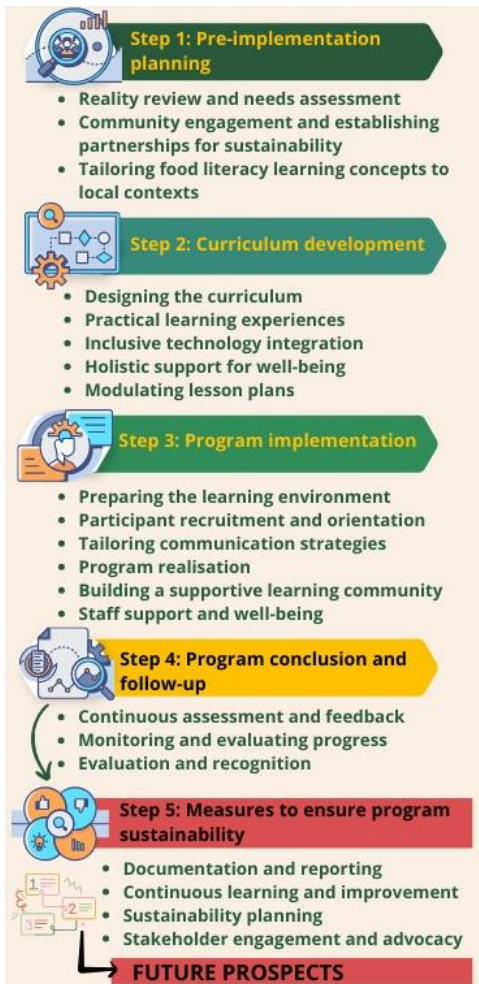 Step 1: Pre-implementation
planning
• Reality review and needs assessment
• Community engagement and establishing
partnerships for sustainability
• Tailoring food literacy learning concepts to
local contexts
Step 2: Curriculum development
• Designing the curriculum
• Practical learning experiences
• Inclusive technology integration
• Holistic support for well-being
• Modulating lesson plans
Step 3: Program implementation
• Preparing the learning environment
• Participant recruitment and orientation
• Tailoring communication strategies
• Program realisation
• Building a supportive learning community
• Staff support and well-being
Step 4: Program conclusion and
follow-up
• Continuous assessment and feedback
• Monitoring and evaluating progress
• Evaluation and recognition
Step 5: Measures to ensure program
sustainability
• Documentation and reporting
• Continuous learning and improvement
• Sustainability planning
• Stakeholder engagement and advocacy
1
2
3
FUTURE PROSPECTS